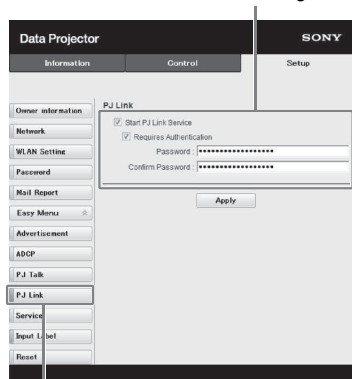 Data Projector
SONY
Information
Control
Setup
Owner information
Network
WLAN Setting
Password
Mail Report
Easy Menu
Advertisement
ADCP
PJ Talk
PJ Link
Service
Input Label
Reset
PJ Link
Start PJ Link Service
Requires Authentication
Password : ••••••••••••••••••
Confirm Password : ••••••••••••••••••
Apply